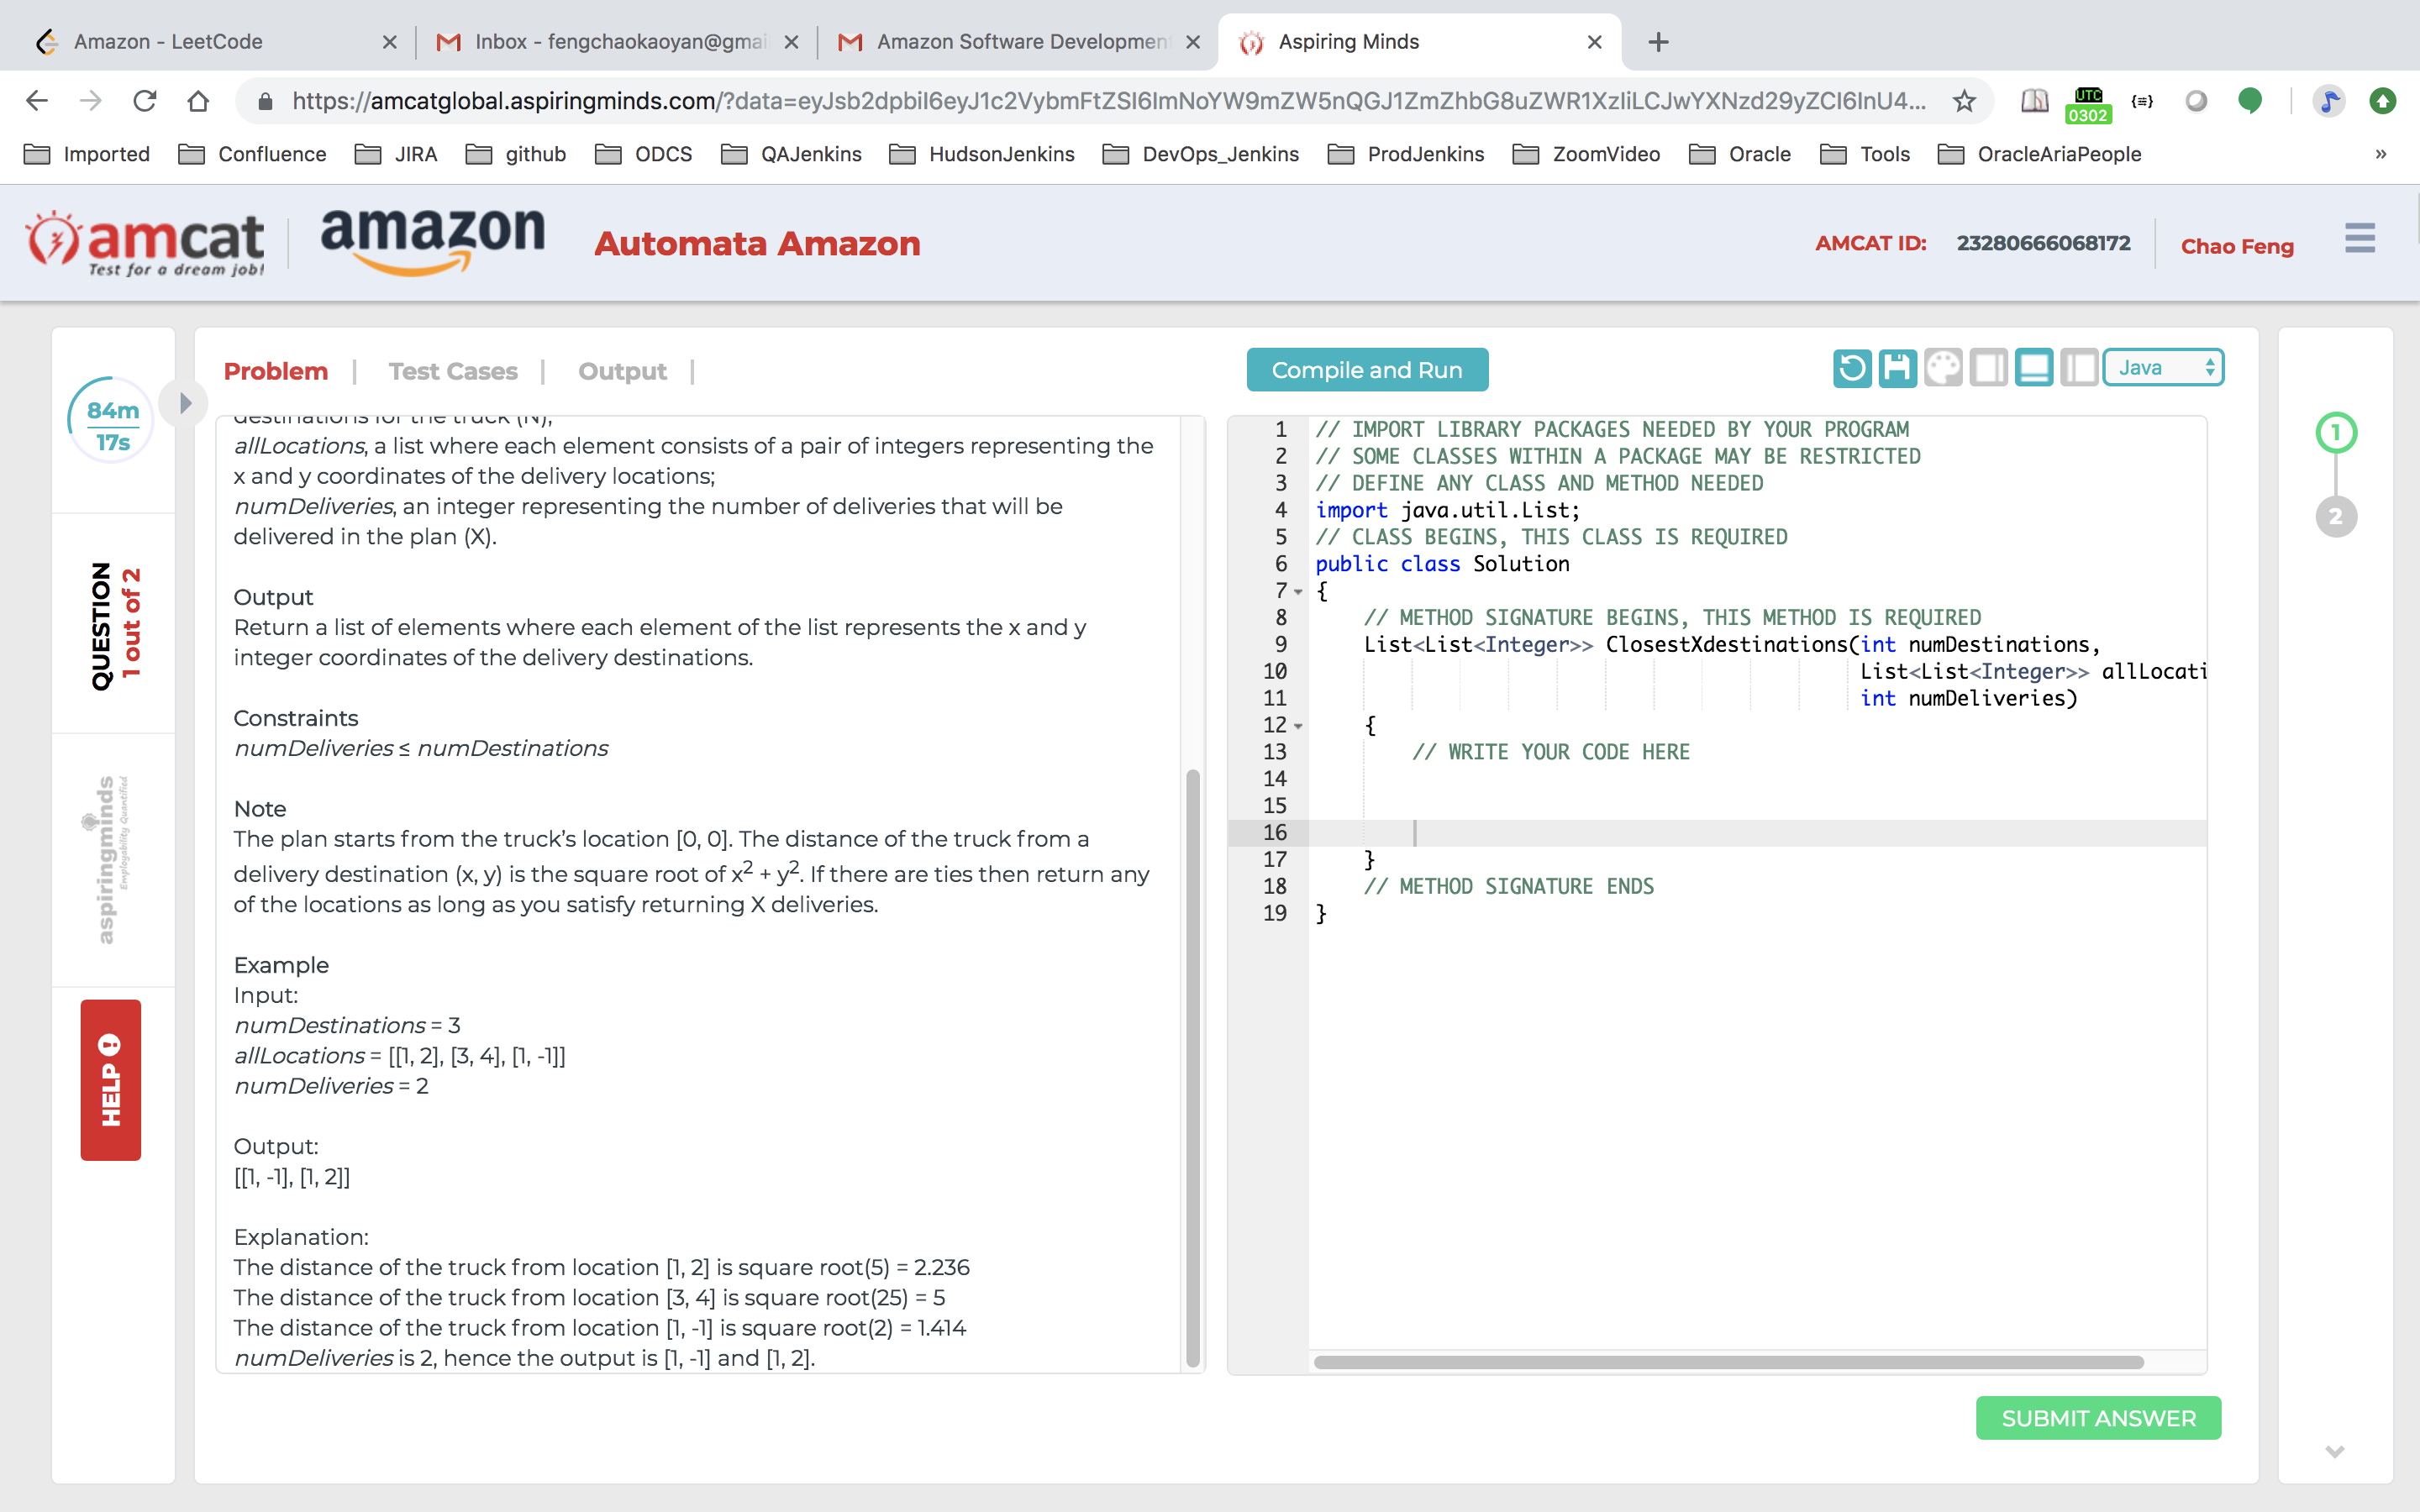 Amazon - LeetCode
Inbox - fengchaokaoyan@gmai
Amazon Software Development
Aspiring Minds
https://amcatglobal.aspiringminds.com/?data=eyJsb2dpbiI6eyJ1c2VybmFtZSI6ImNoYW9mZW5nQGJ1ZmZhbG8uZWR1XzIiLCJwYXNzd29yZCI6InU4...
UTC
0302
{≡}
Imported
Confluence
JIRA
github
ODCS
QAJenkins
HudsonJenkins
DevOps_Jenkins
ProdJenkins
ZoomVideo
Oracle
Tools
OracleAriaPeople
»
amcat
Test for a dream job!
amazon
Automata Amazon
AMCAT ID: 23280666068172
Chao Feng
84m
17s
QUESTION
1 out of 2
aspiringminds
Employability Quantified
HELP
Problem | Test Cases | Output |
destinations for the truck (N);
allLocations, a list where each element consists of a pair of integers representing the
x and y coordinates of the delivery locations;
numDeliveries, an integer representing the number of deliveries that will be
delivered in the plan (X).
Output
Return a list of elements where each element of the list represents the x and y
integer coordinates of the delivery destinations.
Constraints
numDeliveries ≤ numDestinations
Note
The plan starts from the truck’s location [0, 0]. The distance of the truck from a
delivery destination (x, y) is the square root of x² + y². If there are ties then return any
of the locations as long as you satisfy returning X deliveries.
Example
Input:
numDestinations = 3
allLocations = [[1, 2], [3, 4], [1, -1]]
numDeliveries = 2
Output:
[[1, -1], [1, 2]]
Explanation:
The distance of the truck from location [1, 2] is square root(5) = 2.236
The distance of the truck from location [3, 4] is square root(25) = 5
The distance of the truck from location [1, -1] is square root(2) = 1.414
numDeliveries is 2, hence the output is [1, -1] and [1, 2].
Compile and Run
Java
1 // IMPORT LIBRARY PACKAGES NEEDED BY YOUR PROGRAM
2 // SOME CLASSES WITHIN A PACKAGE MAY BE RESTRICTED
3 // DEFINE ANY CLASS AND METHOD NEEDED
4 import java.util.List;
5 // CLASS BEGINS, THIS CLASS IS REQUIRED
6 public class Solution
7 {
8 // METHOD SIGNATURE BEGINS, THIS METHOD IS REQUIRED
9 List<List<Integer>> ClosestXdestinations(int numDestinations,
10 List<List<Integer>> allLocati
11 int numDeliveries)
12 {
13 // WRITE YOUR CODE HERE
14
15
16
17 }
18 // METHOD SIGNATURE ENDS
19 }
SUBMIT ANSWER
1
2